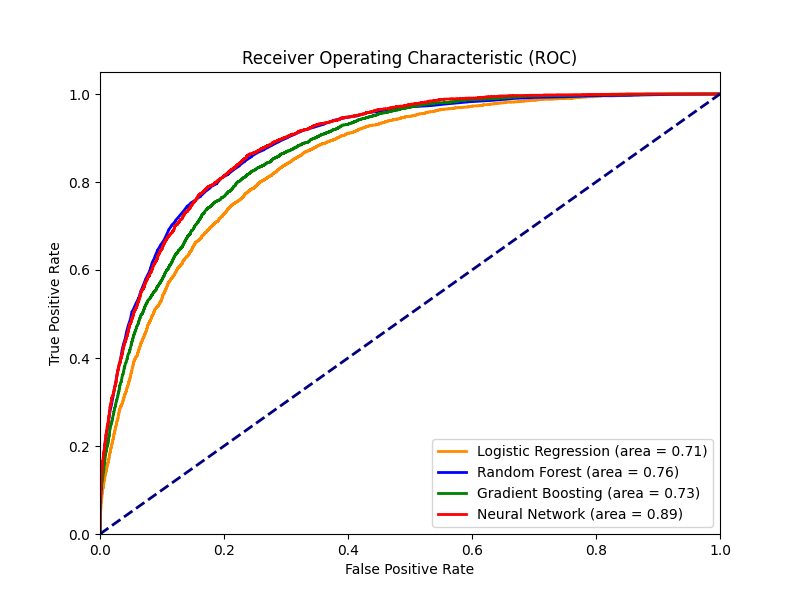 Receiver Operating Characteristic (ROC)
1.0
0.8
0.6
0.4
0.2
0.0
True Positive Rate
Logistic Regression (area = 0.71)
Random Forest (area = 0.76)
Gradient Boosting (area = 0.73)
Neural Network (area = 0.89)
0.0 0.2 0.4 0.6 0.8 1.0
False Positive Rate